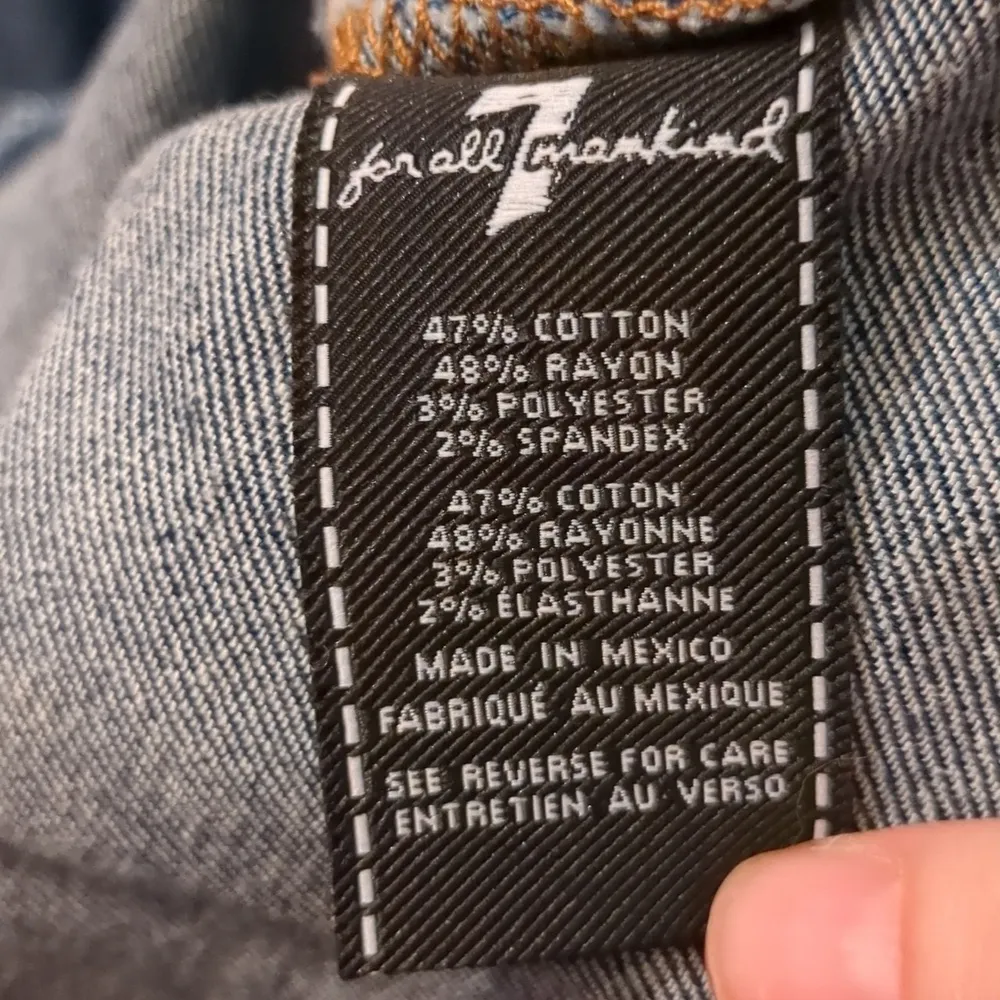 7
for all mankind
47% COTTON
48% RAYON
3% POLYESTER
2% SPANDEX
47% COTON
48% RAYONNE
3% POLYESTER
2% ÉLASTHANNE
MADE IN MEXICO
FABRIQUÉ AU MEXIQUE
SEE REVERSE FOR CARE
ENTRETIEN AU VERSO